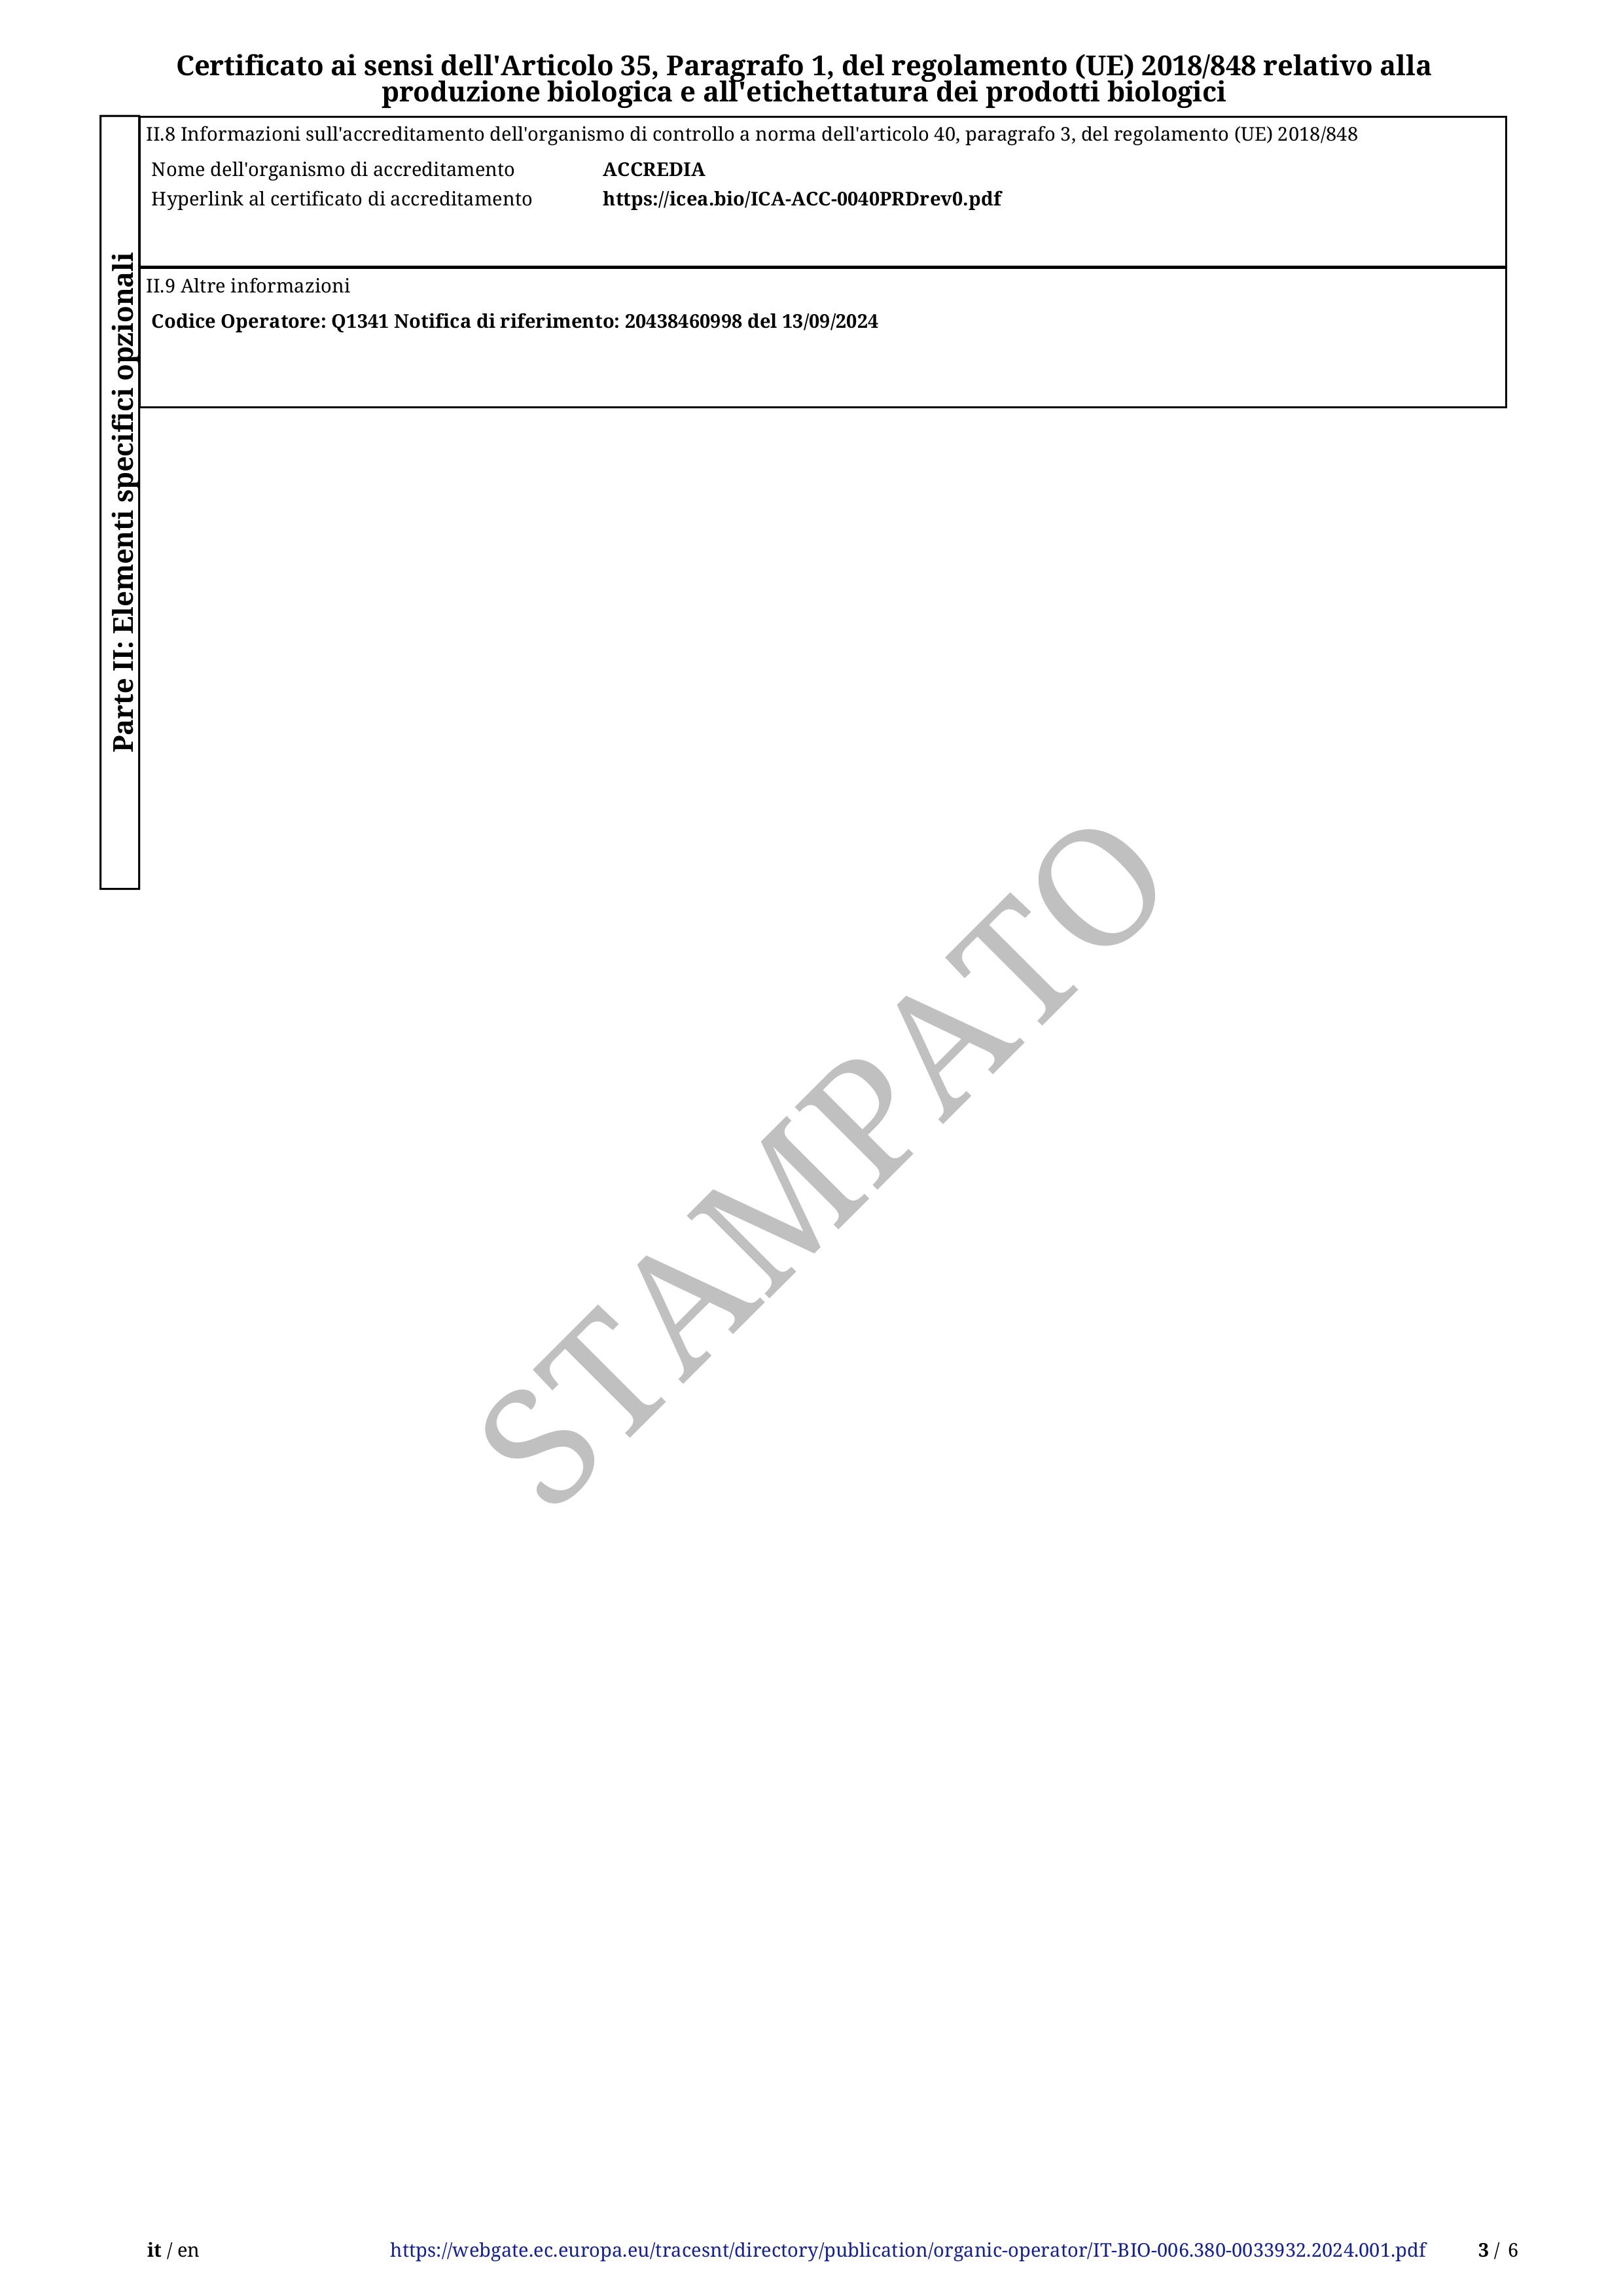 Certificato ai sensi dell'Articolo 35, Paragrafo 1, del regolamento (UE) 2018/848 relativo alla
produzione biologica e all'etichettatura dei prodotti biologici
Parte II: Elementi specifici opzionali
II.8 Informazioni sull'accreditamento dell'organismo di controllo a norma dell'articolo 40, paragrafo 3, del regolamento (UE) 2018/848
Nome dell'organismo di accreditamento ACCREDIA
Hyperlink al certificato di accreditamento https://icea.bio/ICA-ACC-0040PRDrev0.pdf
II.9 Altre informazioni
Codice Operatore: Q1341 Notifica di riferimento: 20438460998 del 13/09/2024
STAMPATO
it / en https://webgate.ec.europa.eu/tracesnt/directory/publication/organic-operator/IT-BIO-006.380-0033932.2024.001.pdf 3 / 6